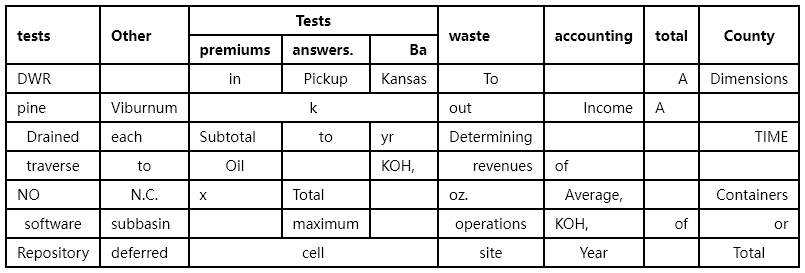 tests Other Tests waste accounting total County
premiums answers. Ba
DWR in Pickup Kansas To A Dimensions
pine Viburnum k out Income A
Drained each Subtotal to yr Determining TIME
traverse to Oil KOH, revenues of
NO N.C. x Total oz. Average, Containers
software subbasin maximum operations KOH, of or
Repository deferred cell site Year Total